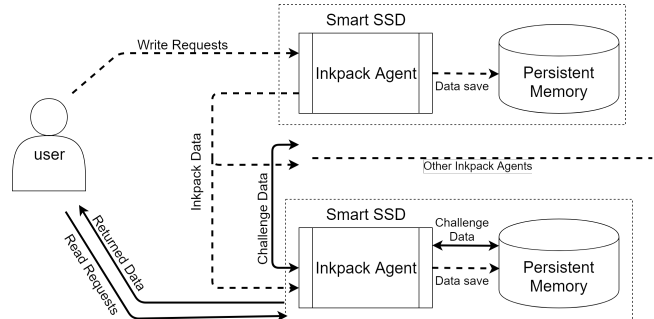 Smart SSD
Write Requests
Inkpack Agent
Data save
Persistent
Memory
user
Inkpack Data
Challenge Data
Other Inkpack Agents
Smart SSD
Inkpack Agent
Challenge
Data
Data save
Persistent
Memory
Returned Data
Read Requests